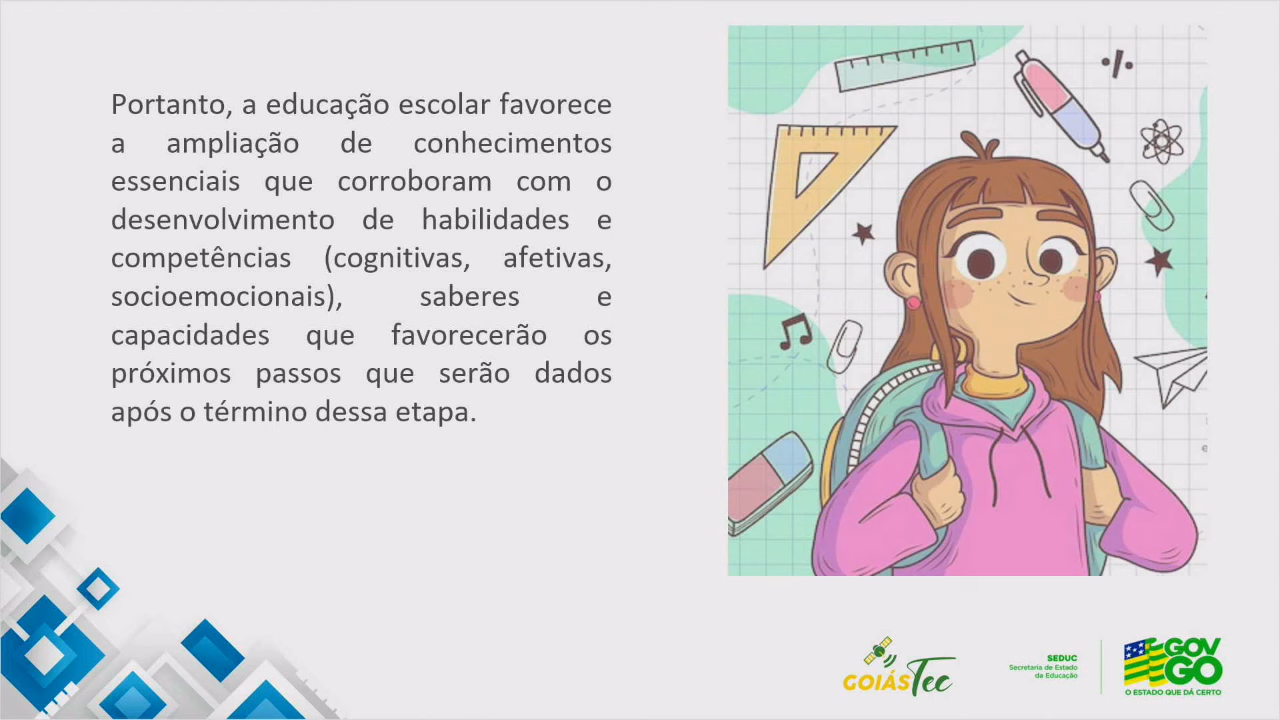 Portanto, a educação escolar favorece
a ampliação de conhecimentos
essenciais que corroboram com o
desenvolvimento de habilidades e
competências (cognitivas, afetivas,
socioemocionais), saberes e
capacidades que favorecerão os
próximos passos que serão dados
após o término dessa etapa.
GOIÁSTec
SEDUC
Secretaria de Estado
da Educação
GOV
GO
O ESTADO QUE DÁ CERTO